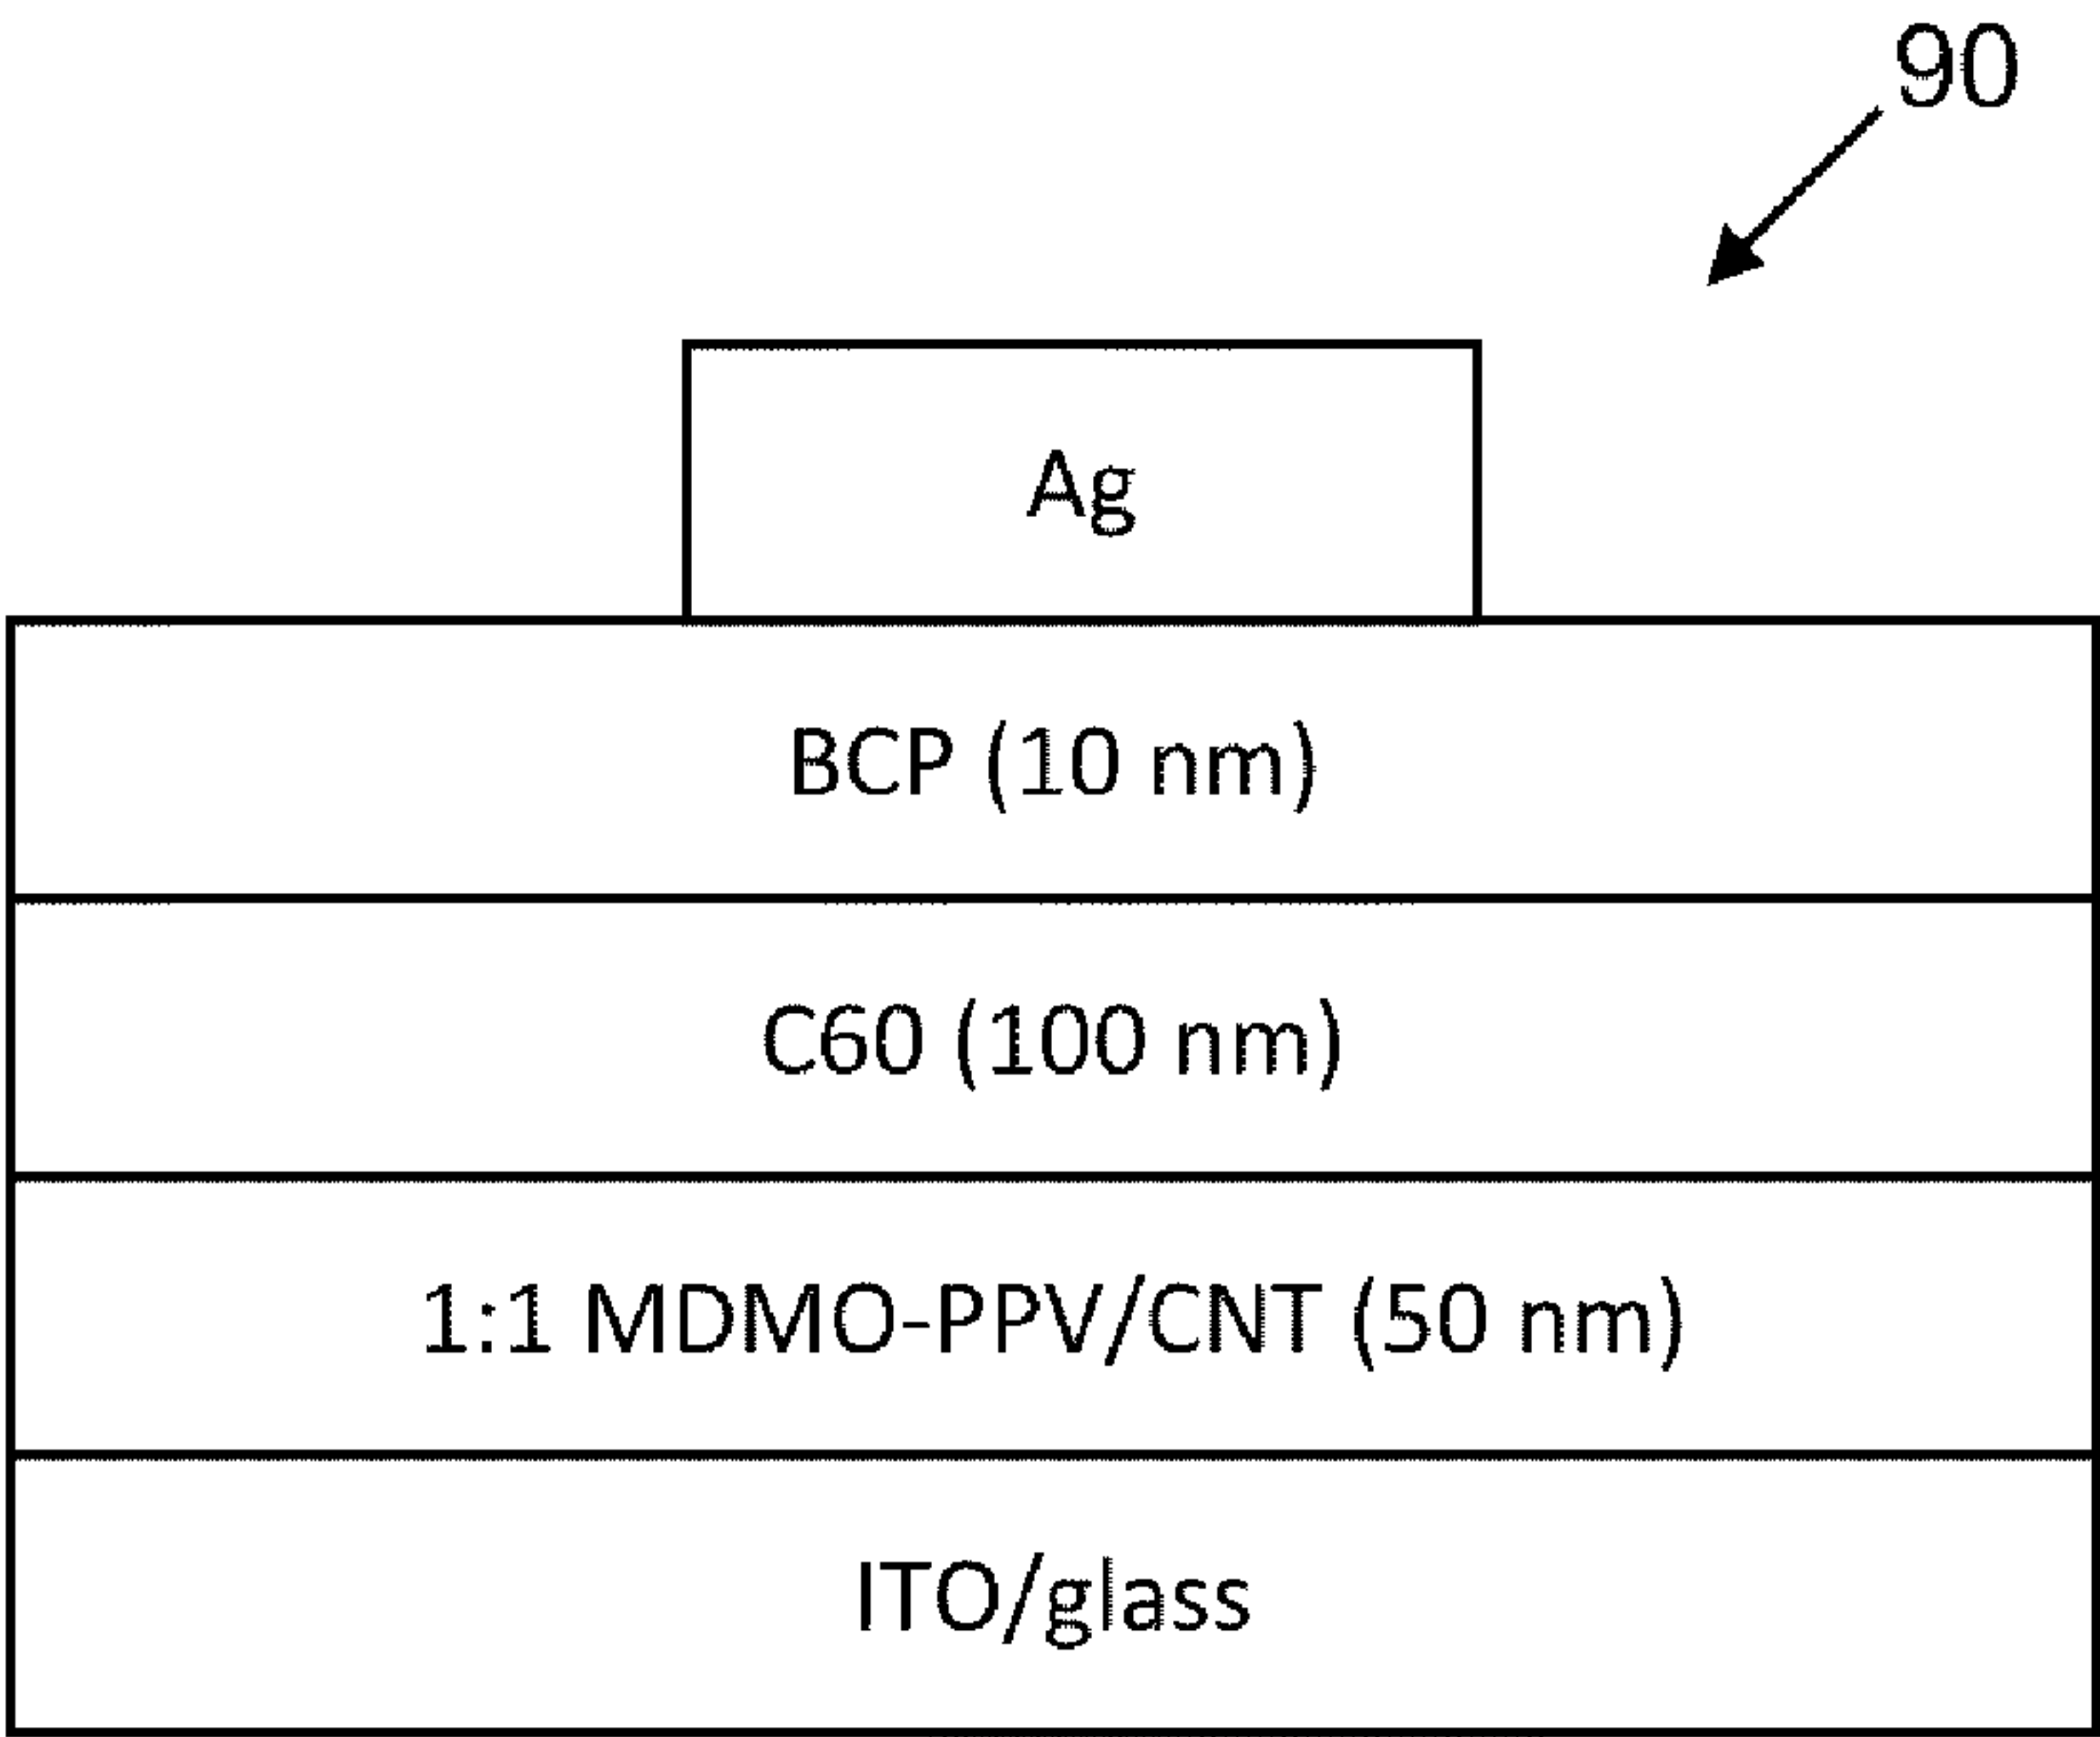 90
Ag
BCP (10 nm)
C60 (100 nm)
1:1 MDMO-PPV/CNT (50 nm)
ITO/glass